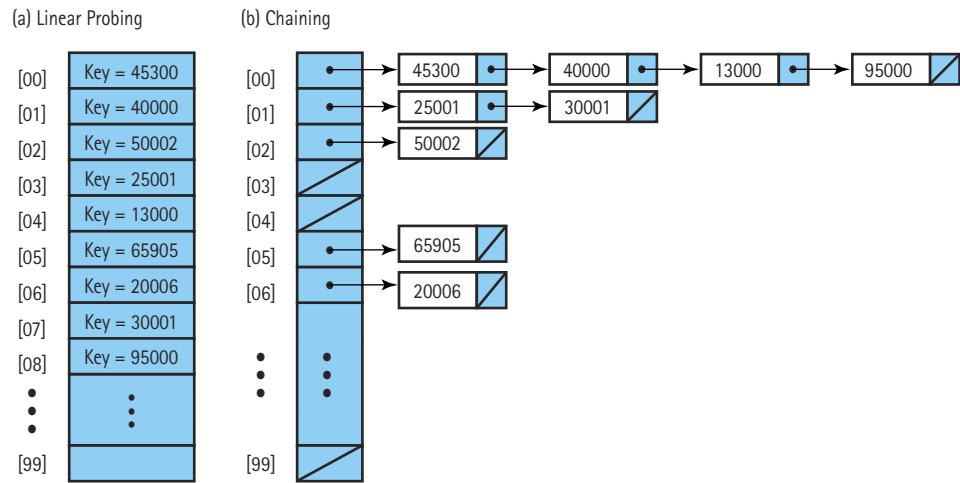 (a) Linear Probing
[00] Key = 45300
[01] Key = 40000
[02] Key = 50002
[03] Key = 25001
[04] Key = 13000
[05] Key = 65905
[06] Key = 20006
[07] Key = 30001
[08] Key = 95000
[99]
(b) Chaining
[00] 45300 40000 13000 95000
[01] 25001 30001
[02] 50002
[03]
[04]
[05] 65905
[06] 20006
[99]